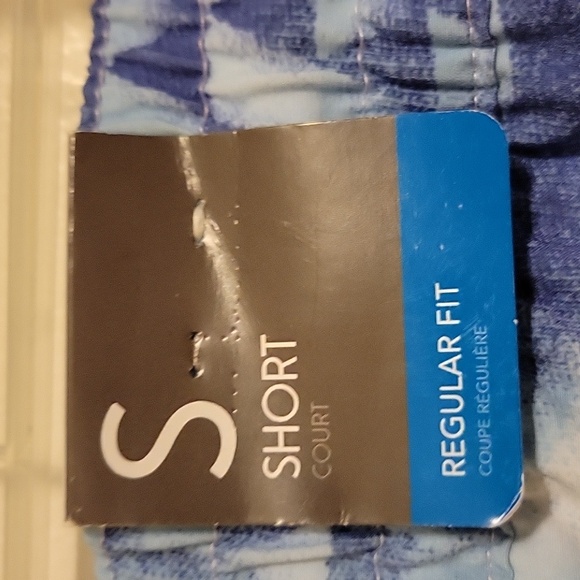 S
SHORT
COURT
REGULAR FIT
COUPE RÉGULIÈRE